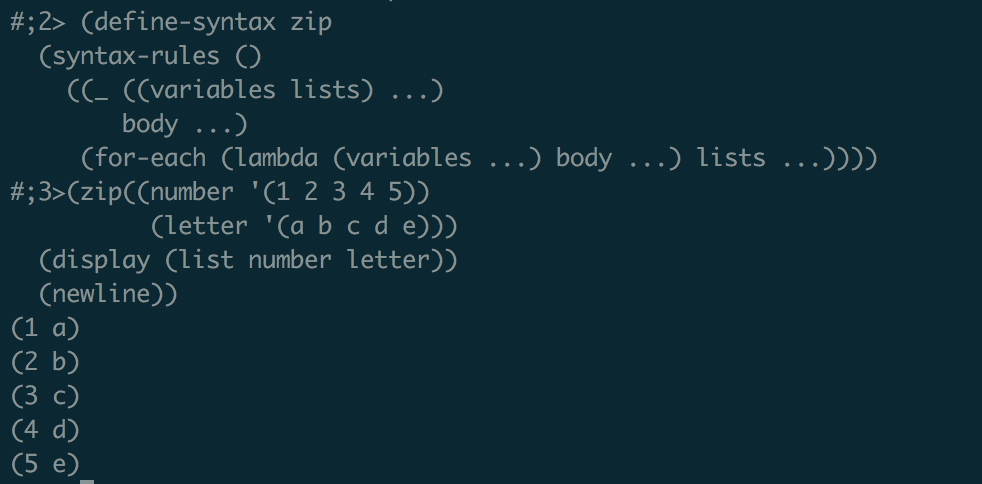 #;2> (define-syntax zip
  (syntax-rules ()
    ((_ ((variables lists) ...)
        body ...)
     (for-each (lambda (variables ...) body ...) lists ...))))
#;3>(zip((number '(1 2 3 4 5))
          (letter '(a b c d e)))
  (display (list number letter))
  (newline))
(1 a)
(2 b)
(3 c)
(4 d)
(5 e)